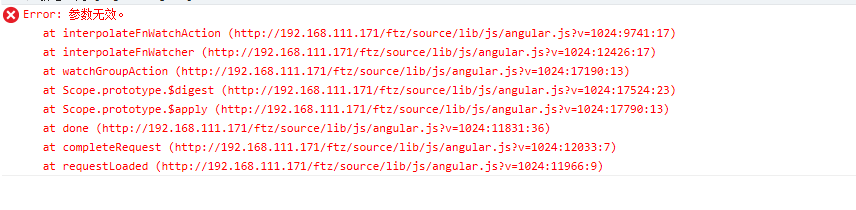 Error: 参数无效。
at interpolateFnWatchAction (http://192.168.111.171/ftz/source/lib/js/angular.js?v=1024:9741:17)
at interpolateFnWatcher (http://192.168.111.171/ftz/source/lib/js/angular.js?v=1024:12426:17)
at watchGroupAction (http://192.168.111.171/ftz/source/lib/js/angular.js?v=1024:17190:13)
at Scope.prototype.$digest (http://192.168.111.171/ftz/source/lib/js/angular.js?v=1024:17524:23)
at Scope.prototype.$apply (http://192.168.111.171/ftz/source/lib/js/angular.js?v=1024:17790:13)
at done (http://192.168.111.171/ftz/source/lib/js/angular.js?v=1024:11831:36)
at completeRequest (http://192.168.111.171/ftz/source/lib/js/angular.js?v=1024:12033:7)
at requestLoaded (http://192.168.111.171/ftz/source/lib/js/angular.js?v=1024:11966:9)